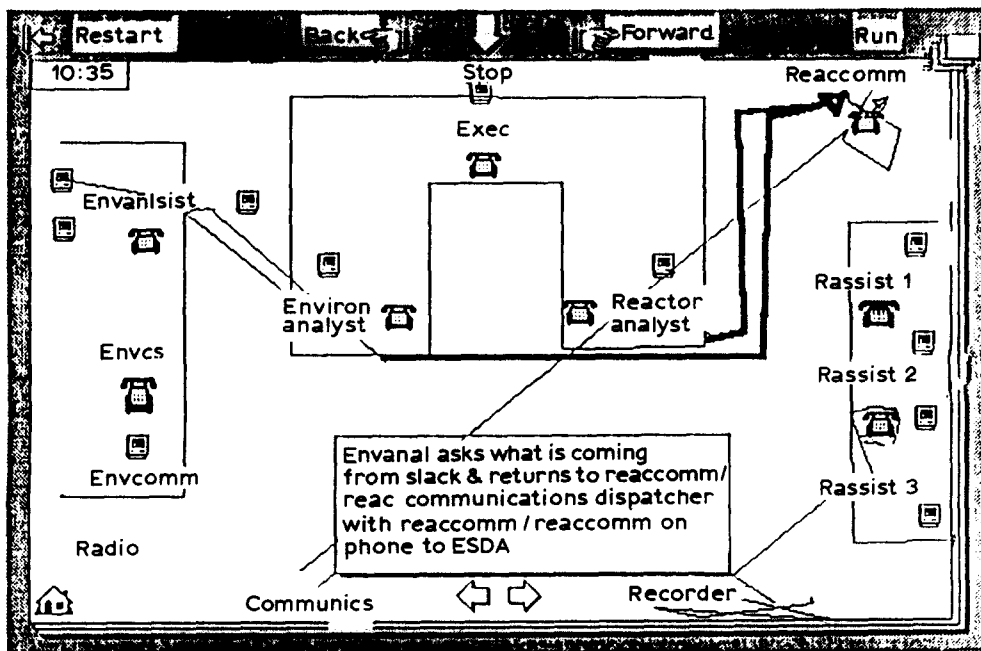 Restart
Back
Forward
Run
10:35
Stop
Reaccomm
Exec
Envanlsist
Rassist 1
Environ
analyst
Reactor
analyst
Envcs
Rassist 2
Envcomm
Envanal asks what is coming
from slack & returns to reaccomm/
reac communications dispatcher
with reaccomm / reaccomm on
phone to ESDA
Rassist 3
Radio
Communics
Recorder